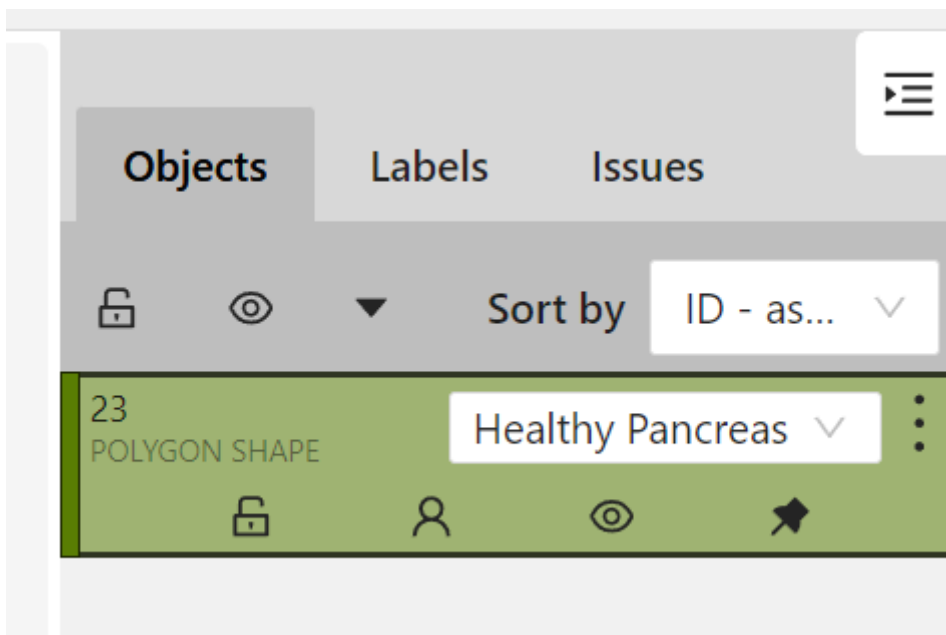 Objects Labels Issues
Sort by ID - as...
23 Healthy Pancreas
POLYGON SHAPE